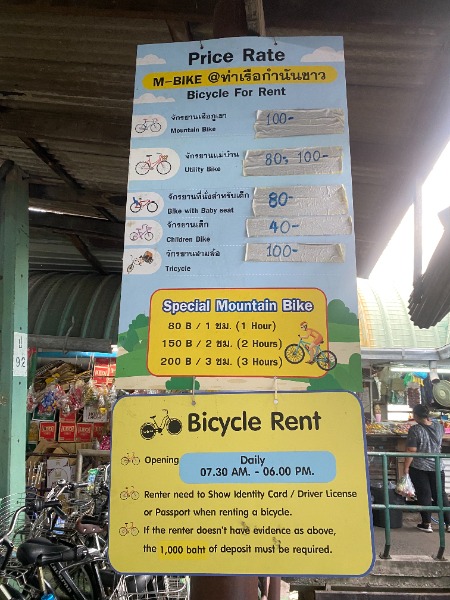 Price Rate
M-BIKE @ท่าเรือกำนันขาว
Bicycle For Rent
จักรยานเสือภูเขา
Mountain Bike
100-
จักรยานแม่บ้าน
Utility Bike
80, 100-
จักรยานที่นั่งสำหรับเด็ก
Bike with Baby seat
80-
จักรยานเด็ก
Children Bike
40-
จักรยานสามล้อ
Tricycle
100-
Special Mountain Bike
80 B / 1 ชม. (1 Hour)
150 B / 2 ชม. (2 Hours)
200 B / 3 ชม. (3 Hours)
Bicycle Rent
Opening
Daily
07.30 AM. - 06.00 PM.
Renter need to Show Identity Card / Driver License
or Passport when renting a bicycle.
If the renter doesn't have evidence as above,
the 1,000 baht of deposit must be required.